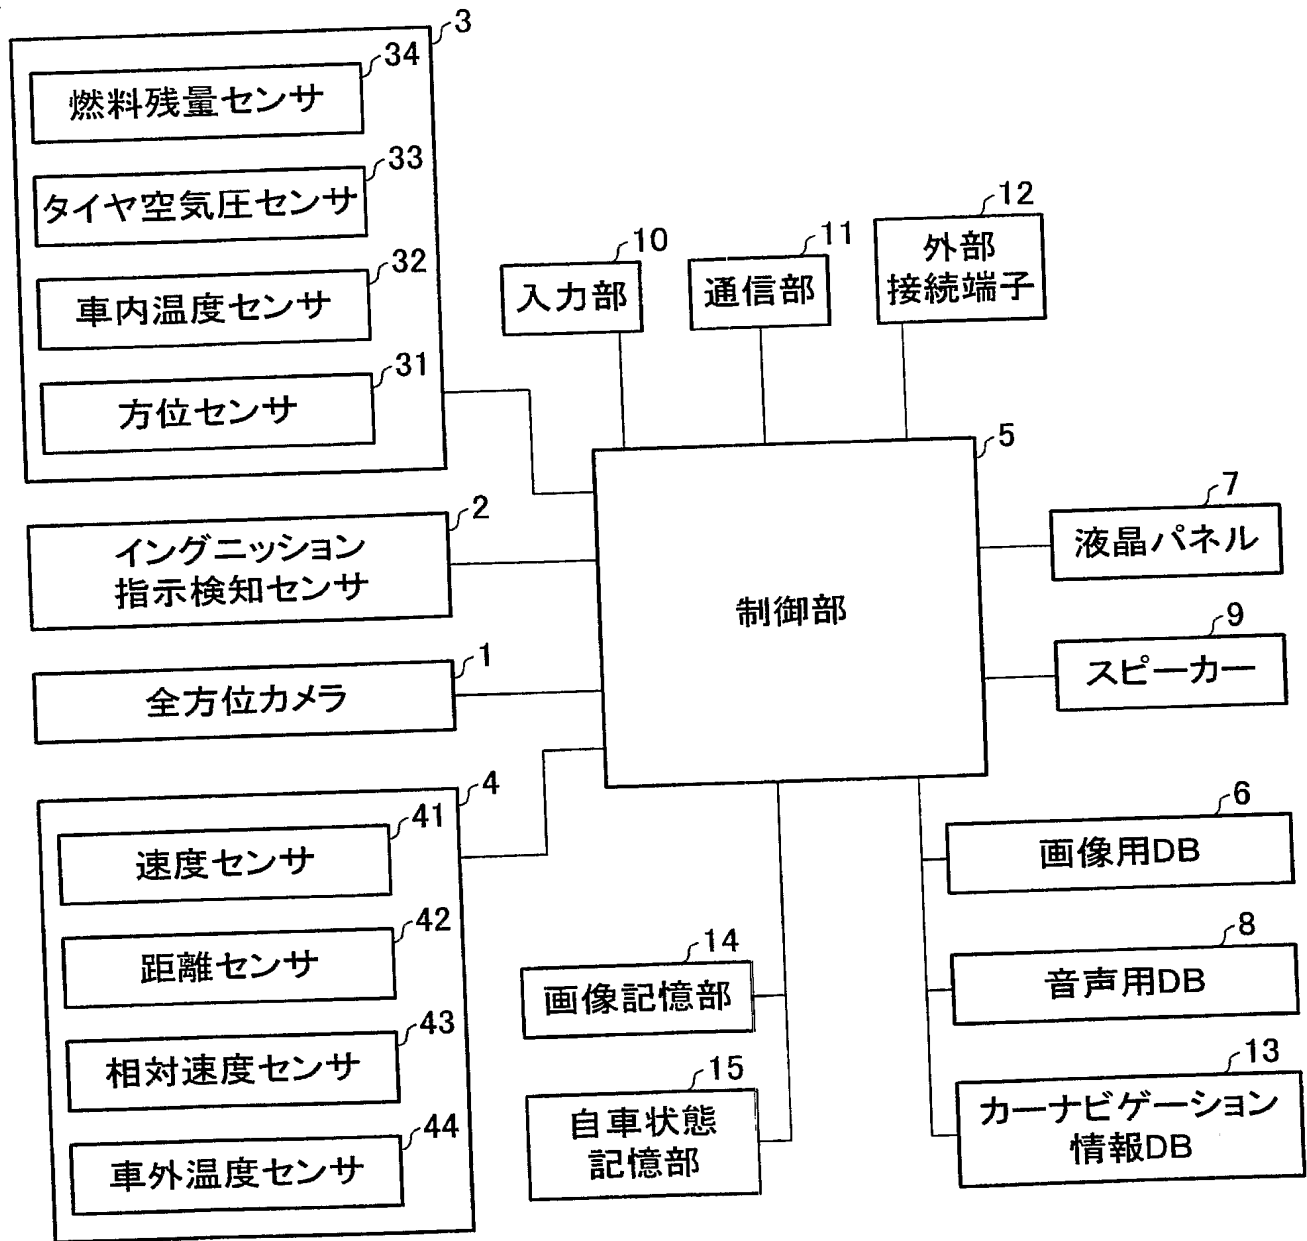 3
34
燃料残量センサ
33
タイヤ空気圧センサ
32
車内温度センサ
31
方位センサ
2
イングニッション
指示検知センサ
1
全方位カメラ
4
41
速度センサ
42
距離センサ
43
相対速度センサ
44
車外温度センサ
10
入力部
11
通信部
12
外部
接続端子
5
制御部
7
液晶パネル
9
スピーカー
6
画像用DB
8
音声用DB
13
カーナビゲーション
情報DB
14
画像記憶部
15
自車状態
記憶部